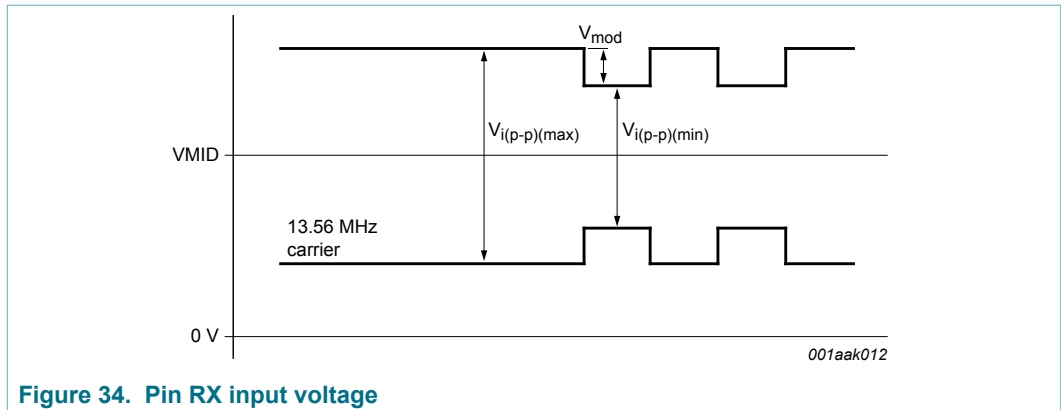 Vmod
Vi(p-p)(max)
Vi(p-p)(min)
VMID
13.56 MHz
carrier
0 V
001aak012
Figure 34. Pin RX input voltage